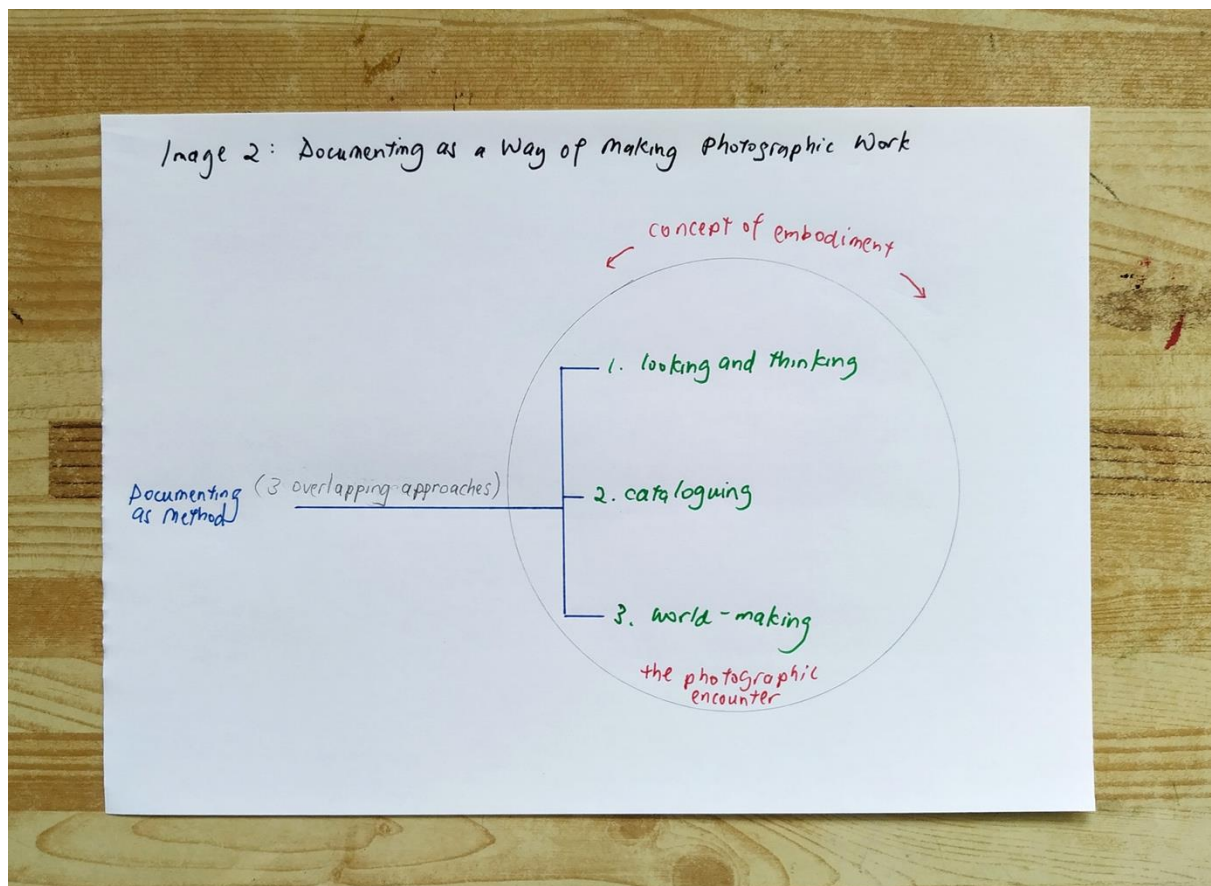 Image 2: Documenting as a Way of Making Photographic Work
concept of embodiment
1. looking and thinking
Documenting
as method
(3 overlapping approaches)
2. cataloguing
3. world-making
the photographic
encounter